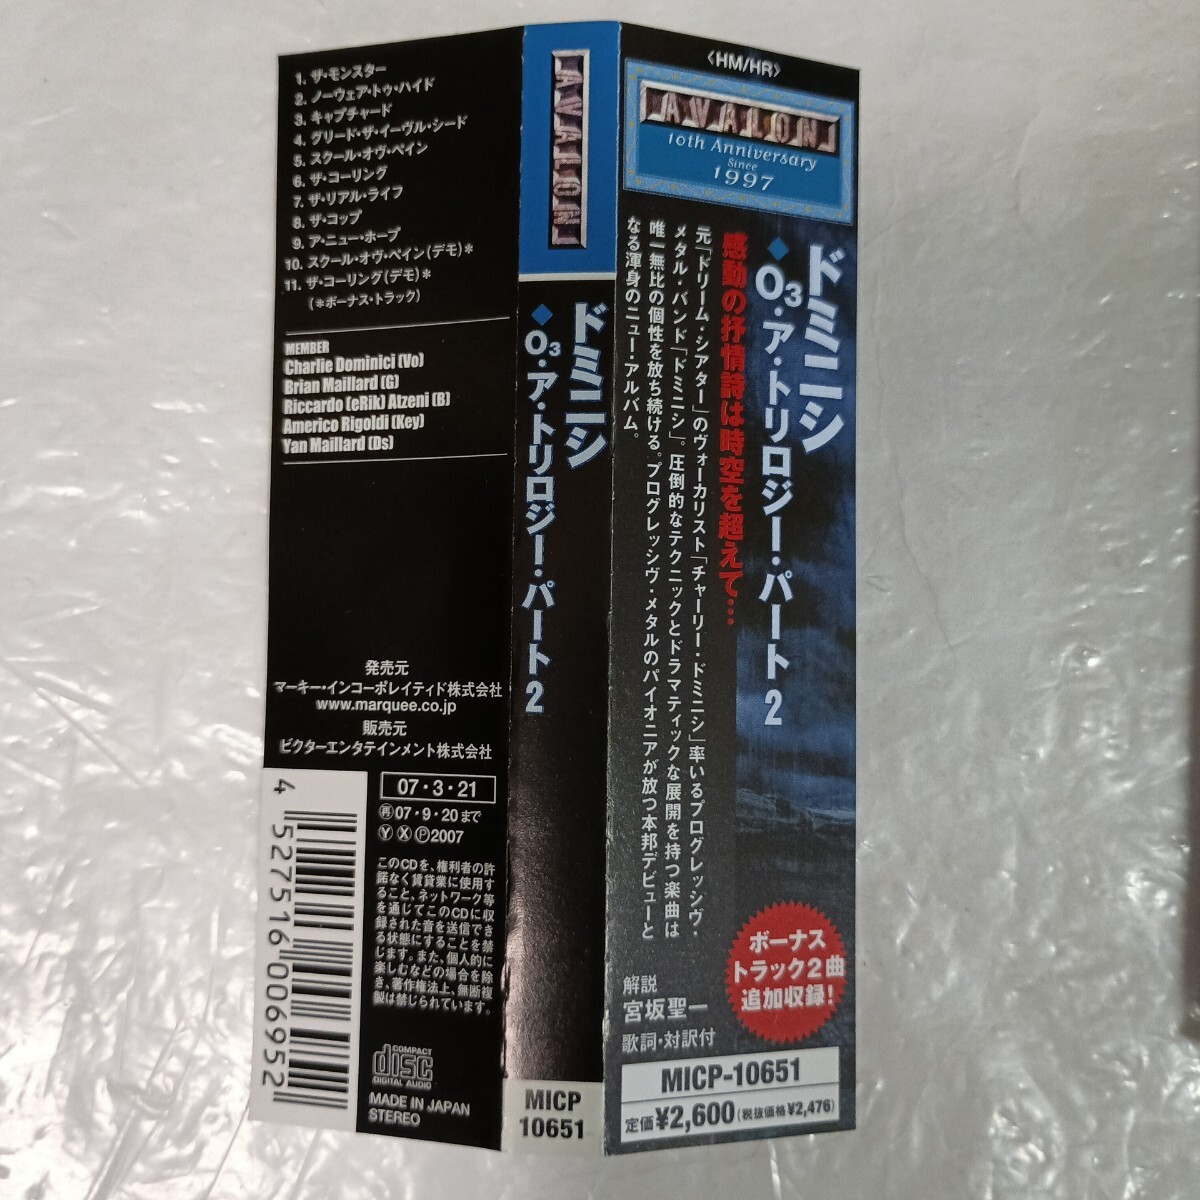 1. ザ・モンスター
2. ノーウェア・トゥ・ハイド
3. キャプチャード
4. グリード・ザ・イーヴル・シード
5. スクール・オヴ・ペイン
6. ザ・コーリング
7. ザ・リアル・ライフ
8. ザ・コップ
9. ア・ニュー・ホープ
10. スクール・オヴ・ペイン(デモ)*
11. ザ・コーリング(デモ)*
(*ボーナス・トラック)
MEMBER
Charlie Dominici (Vo)
Brian Maillard (G)
Riccardo (eRik) Atzeni (B)
Americo Rigoldi (Key)
Yan Maillard (Ds)
発売元
マーキー・インコーポレイティド株式会社
www.marquee.co.jp
販売元
ビクターエンタテインメント株式会社
4 527516 006952
07・3・21
再07・9・20まで
Y X P2007
このCDを、権利者の許
諾なく賃貸業に使用す
ること、ネットワーク等
を通じてこのCDに収
録された音を送信でき
る状態にすることを禁
じます。また、個人的に
楽しむなどの場合を除
き、著作権法上、無断複
製は禁じられています。
COMPACT
disc
DIGITAL AUDIO
MADE IN JAPAN
STEREO
AVALON
ドミニシ
◆O3・ア・トリロジー・パート2
MICP
10651
〈HM/HR〉
AVALON
10th Anniversary
Since
1997
ドミニシ
◆O3・ア・トリロジー・パート2
感動の抒情詩は時空を超えて…
元「ドリーム・シアター」のヴォーカリスト「チャーリー・ドミニシ」率いるプログレッシヴ・
メタル・バンド「ドミニシ」。圧倒的なテクニックとドラマティックな展開を持つ楽曲は
唯一無比の個性を放ち続ける。プログレッシヴ・メタルのパイオニアが放つ本邦デビューと
なる渾身のニュー・アルバム。
ボーナス
トラック2曲
追加収録!
解説
宮坂聖一
歌詞・対訳付
MICP-10651
定価¥2,600(税抜価格¥2,476)